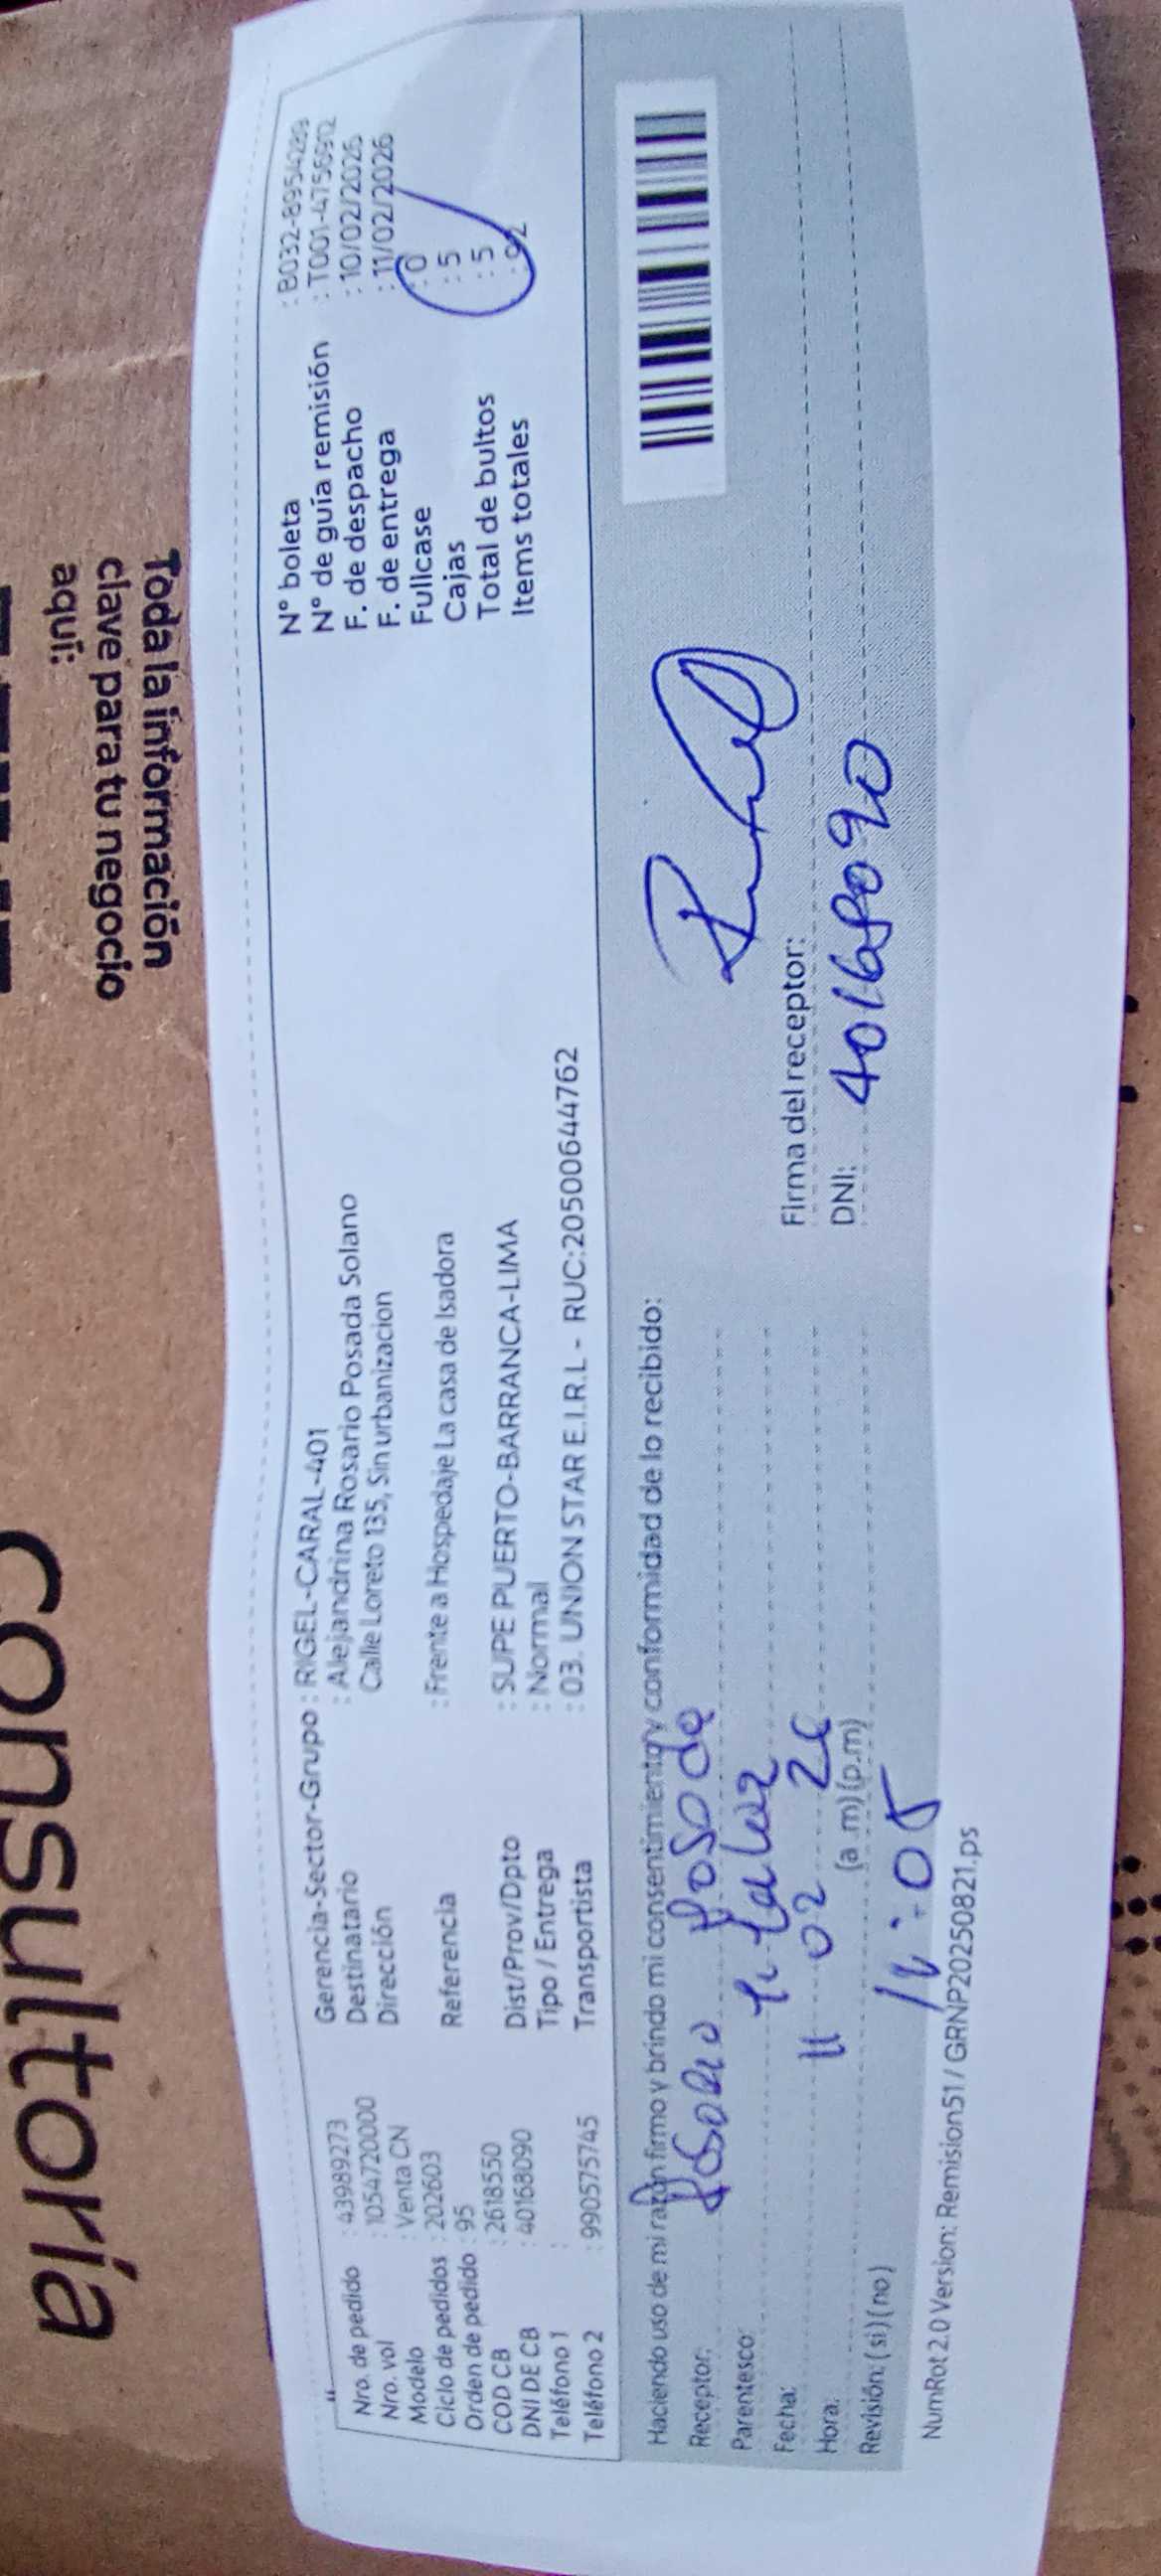 Toda la información
clave para tu negocio
aquí:
consultoría
Nro. de pedido : 43989273
Nro. vol : 10547200000
Modelo : Venta CN
Ciclo de pedidos : 202603
Orden de pedido : 95
COD CB : 2618550
DNI DE CB : 40168090
Teléfono 1 :
Teléfono 2 : 990575745
Gerencia-Sector-Grupo : RIGEL-CARAL-401
Destinatario : Alejandrina Rosario Posada Solano
Dirección Calle Loreto 135, Sin urbanizacion
Referencia : Frente a Hospedaje La casa de Isadora
Dist/Prov/Dpto : SUPE PUERTO-BARRANCA-LIMA
Tipo / Entrega : Normal
Transportista : 03. UNION STAR E.I.R.L - RUC:20500644762
N° boleta : B032-89954289
N° de guía remisión : T001-4756912
F. de despacho : 10/02/2026
F. de entrega : 11/02/2026
Fullcase : 0
Cajas : 5
Total de bultos : 5
Items totales : 92
Haciendo uso de mi razón firmo y brindo mi consentimiento y conformidad de lo recibido:
Receptor: Rosario Posada
Parentesco: Titular
Fecha: 11 02 26
Hora: (a.m) (p.m)
Revisión: ( si ) ( no ) 05
Firma del receptor:
DNI: 40168090
NumRot 2.0 Version: Remision51 / GRNP20250821.ps